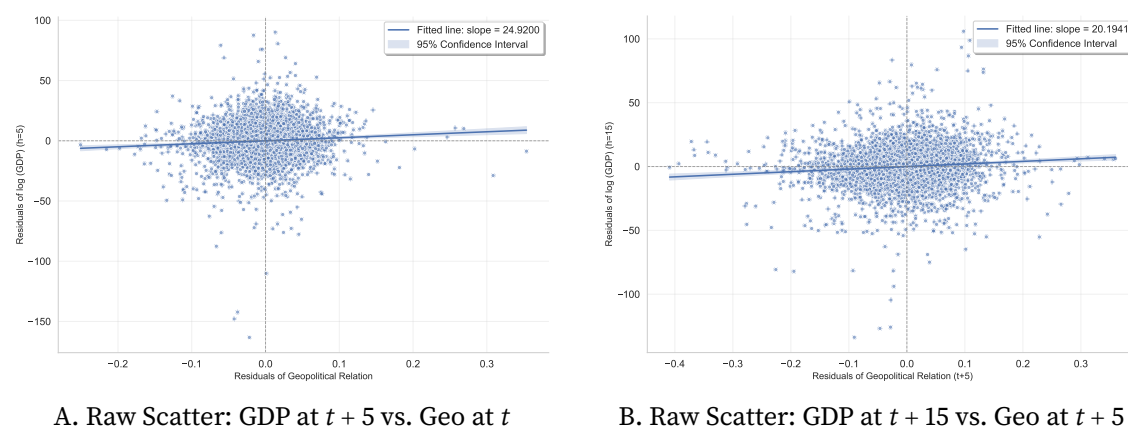 Fitted line: slope = 24.9200
95% Confidence Interval
100
50
0
−50
−100
−150
Residuals of log (GDP) (h=5)
−0.2
−0.1
0.0
0.1
0.2
0.3
Residuals of Geopolitical Relation
A. Raw Scatter: GDP at t + 5 vs. Geo at t
Fitted line: slope = 20.1941
95% Confidence Interval
100
50
0
−50
−100
Residuals of log (GDP) (h=15)
−0.4
−0.3
−0.2
−0.1
0.0
0.1
0.2
0.3
Residuals of Geopolitical Relation (t+5)
B. Raw Scatter: GDP at t + 15 vs. Geo at t + 5